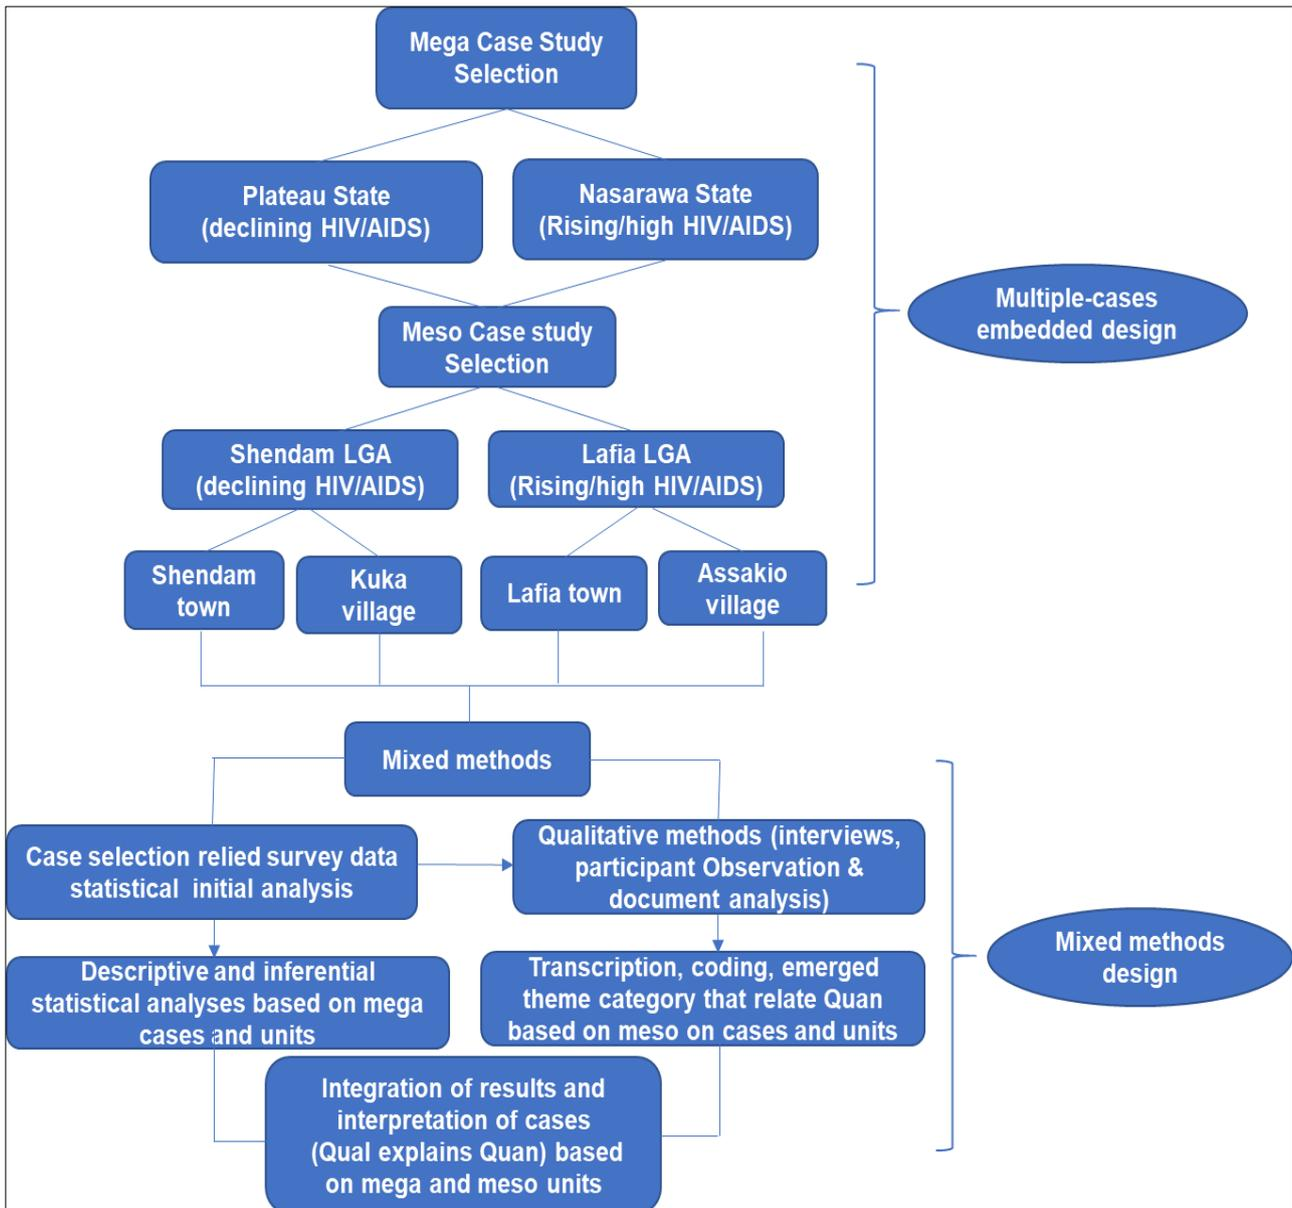 Mega Case Study
Selection
Plateau State
(declining HIV/AIDS)
Nasarawa State
(Rising/high HIV/AIDS)
Multiple-cases
embedded design
Meso Case study
Selection
Shendam LGA
(declining HIV/AIDS)
Lafia LGA
(Rising/high HIV/AIDS)
Shendam
town
Kuka
village
Lafia town
Assakio
village
Mixed methods
Case selection relied survey data
statistical initial analysis
Qualitative methods (interviews,
participant Observation &
document analysis)
Mixed methods
design
Descriptive and inferential
statistical analyses based on mega
cases and units
Transcription, coding, emerged
theme category that relate Quan
based on meso on cases and units
Integration of results and
interpretation of cases
(Qual explains Quan) based
on mega and meso units